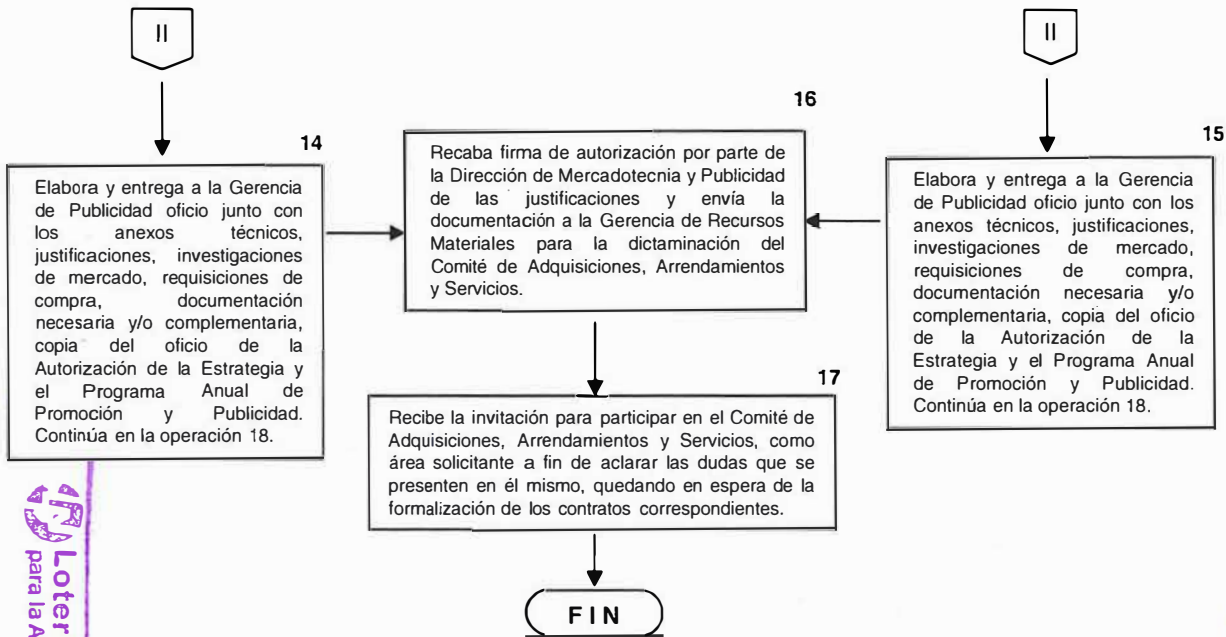 II
II
14
Elabora y entrega a la Gerencia
de Publicidad oficio junto con
los anexos técnicos,
justificaciones, investigaciones
de mercado, requisiciones de
compra, documentación
necesaria y/o complementaria,
copia del oficio de la
Autorización de la Estrategia y
el Programa Anual de
Promoción y Publicidad.
Continúa en la operación 18.
16
Recaba firma de autorización por parte de
la Dirección de Mercadotecnia y Publicidad
de las justificaciones y envía la
documentación a la Gerencia de Recursos
Materiales para la dictaminación del
Comité de Adquisiciones, Arrendamientos
y Servicios.
15
Elabora y entrega a la Gerencia
de Publicidad oficio junto con los
anexos técnicos, justificaciones,
investigaciones de mercado,
requisiciones de compra,
documentación necesaria y/o
complementaria, copia del oficio
de la Autorización de la
Estrategia y el Programa Anual
de Promoción y Publicidad.
Continúa en la operación 18.
17
Recibe la invitación para participar en el Comité de
Adquisiciones, Arrendamientos y Servicios, como
área solicitante a fin de aclarar las dudas que se
presenten en él mismo, quedando en espera de la
formalización de los contratos correspondientes.
FIN
Loter
para la A